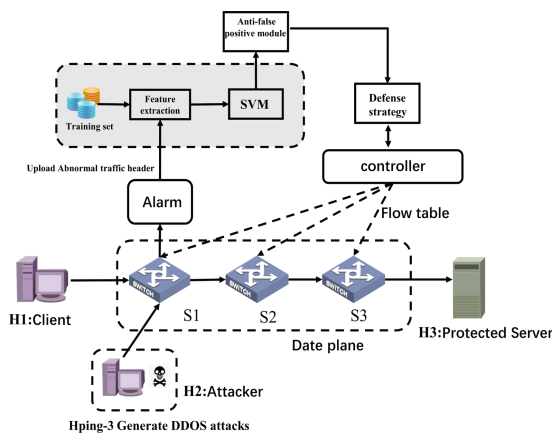 Anti-false
positive module
Feature
extraction
SVM
Training set
Defense
strategy
Upload Abnormal traffic header
controller
Alarm
Flow table
SWITCH
SWITCH
SWITCH
H1:Client
S1
S2
S3
H3:Protected Server
Date plane
H2:Attacker
Hping-3 Generate DDOS attacks